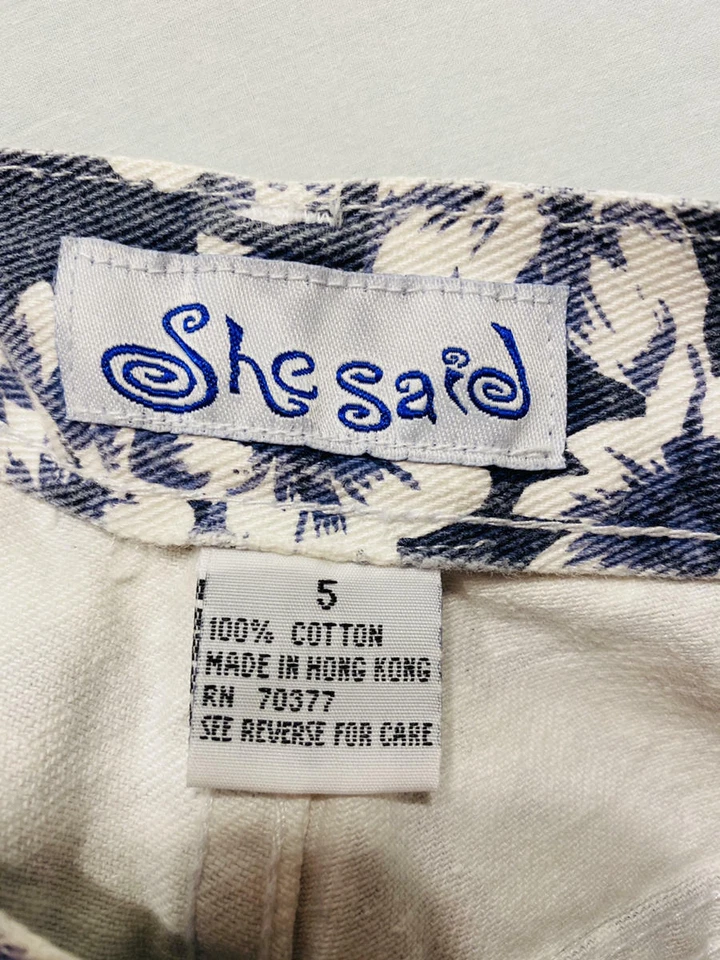 She said
5
100% COTTON
MADE IN HONG KONG
RN 70377
SEE REVERSE FOR CARE